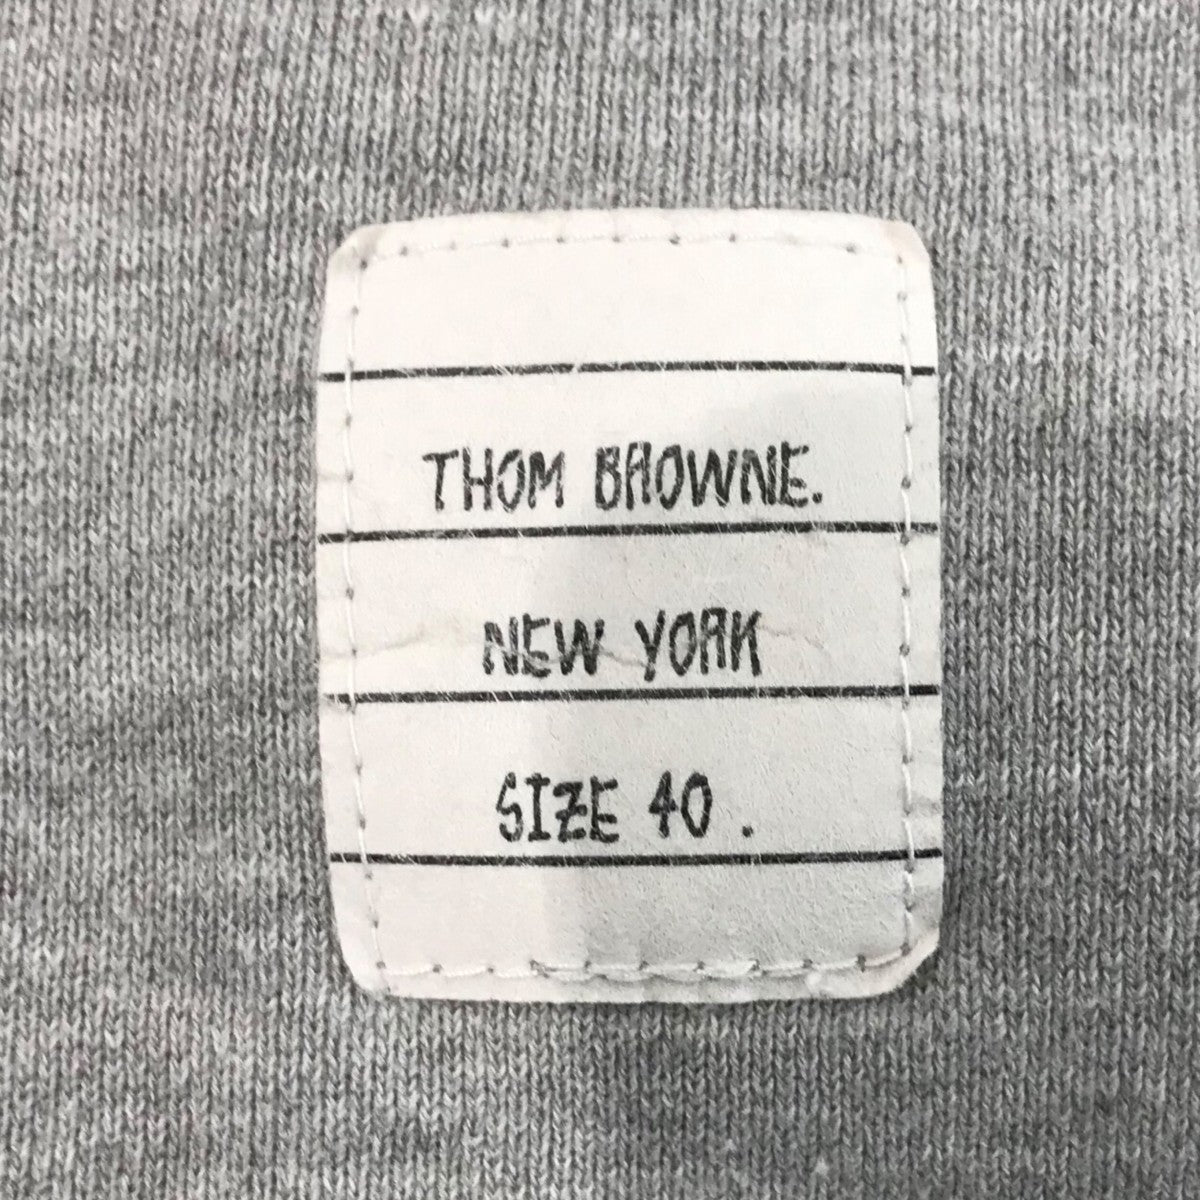 THOM BROWNE.
NEW YORK
SIZE 40 .